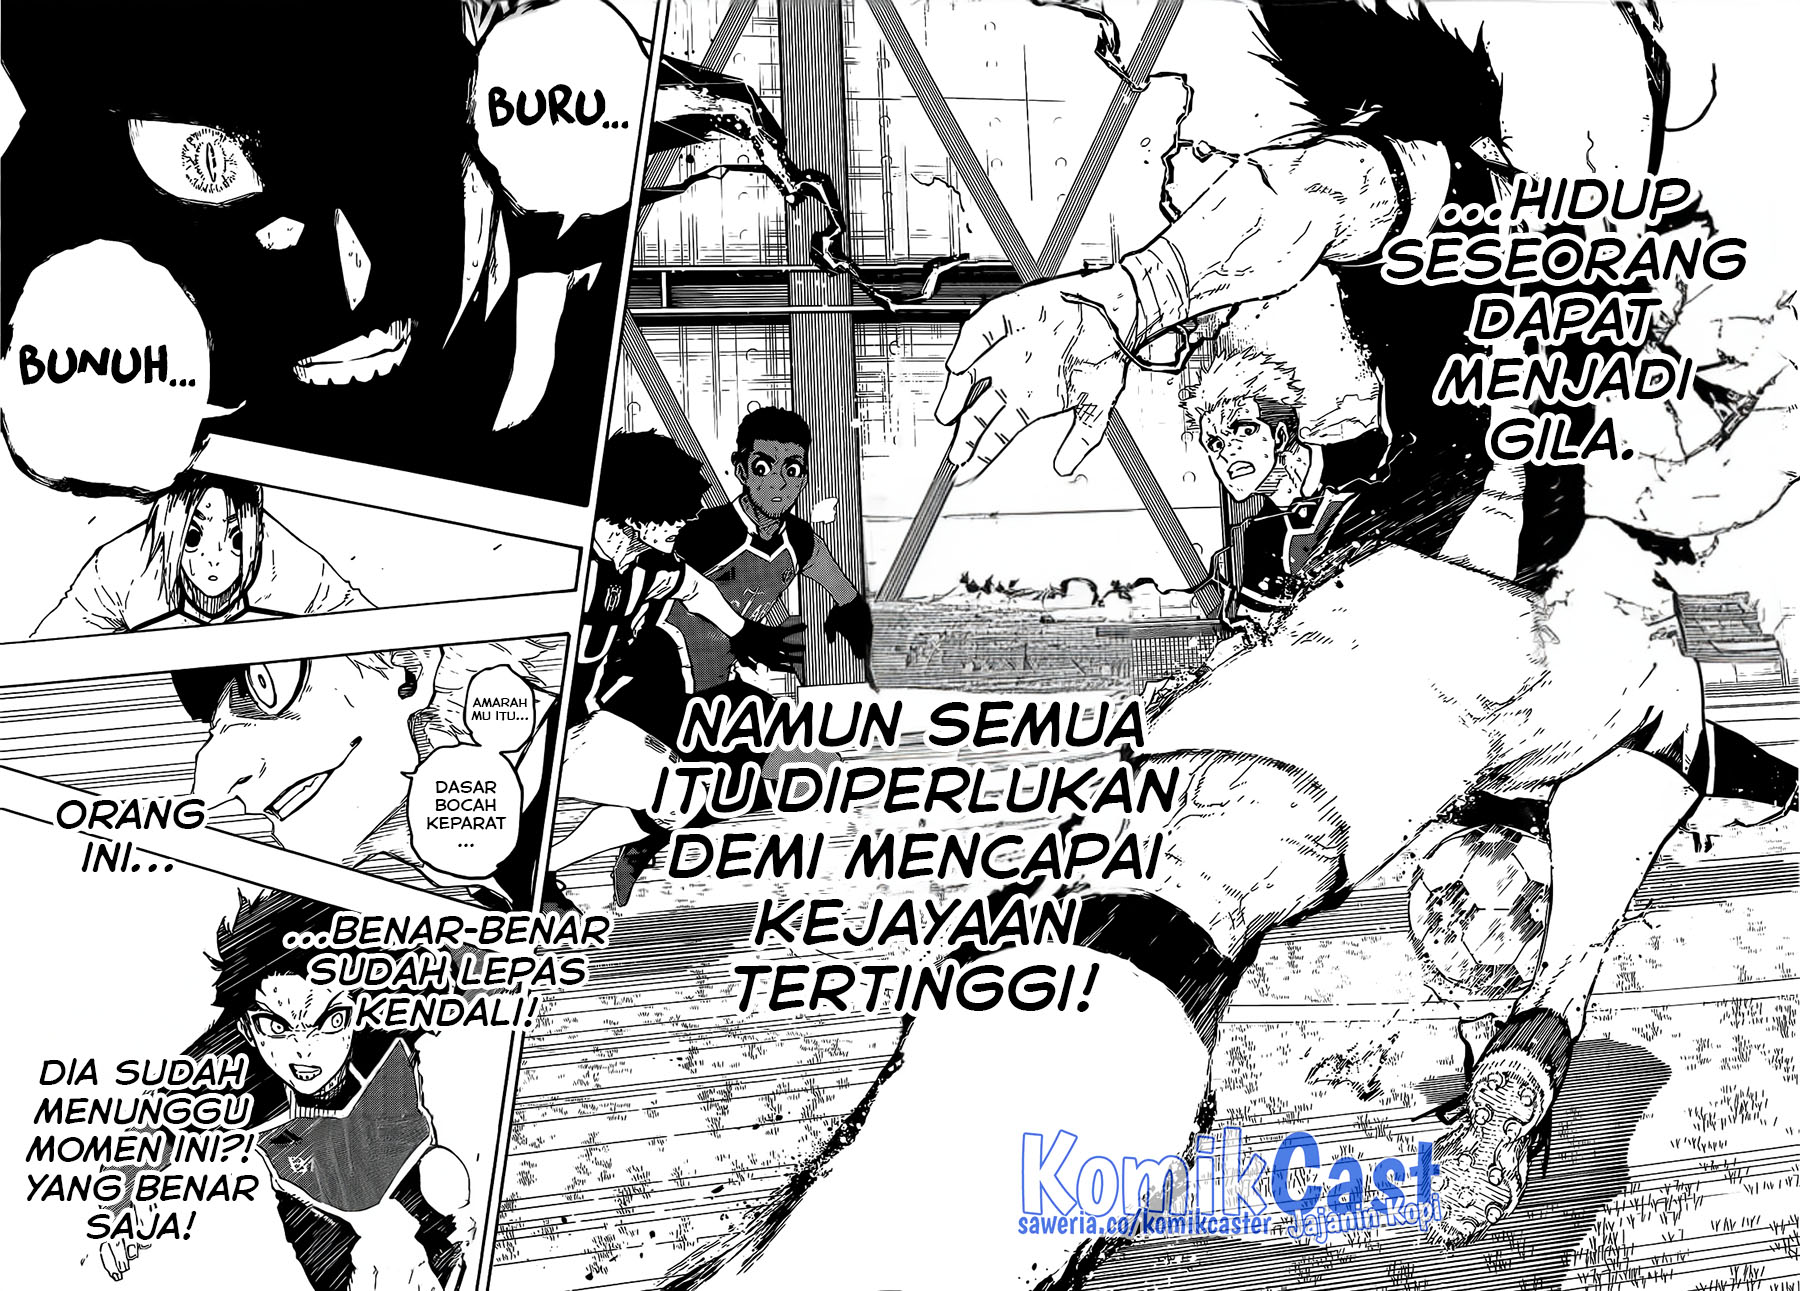 ...HIDUP
SESEORANG
DAPAT
MENJADI
GILA.
NAMUN SEMUA
ITU DIPERLUKAN
DEMI MENCAPAI
KEJAYAAN
TERTINGGI!
BURU...
BUNUH...
AMARAH
MU ITU...
DASAR
BOCAH
KEPARAT
...
ORANG
INI...
...BENAR-BENAR
SUDAH LEPAS
KENDALI!
DIA SUDAH
MENUNGGU
MOMEN INI?!
YANG BENAR
SAJA!
KomikCast
saweria.co/komikcaster Jajanin Kopi